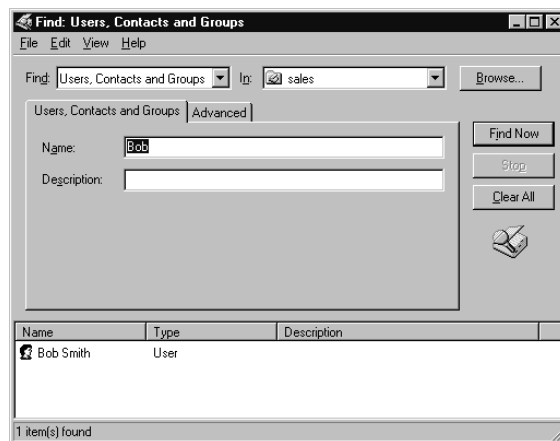 Find: Users, Contacts and Groups
File Edit View Help
Find: Users, Contacts and Groups In: sales Browse...
Users, Contacts and Groups Advanced
Find Now
Name: Bob
Stop
Description:
Clear All
Name Type Description
Bob Smith User
1 item(s) found